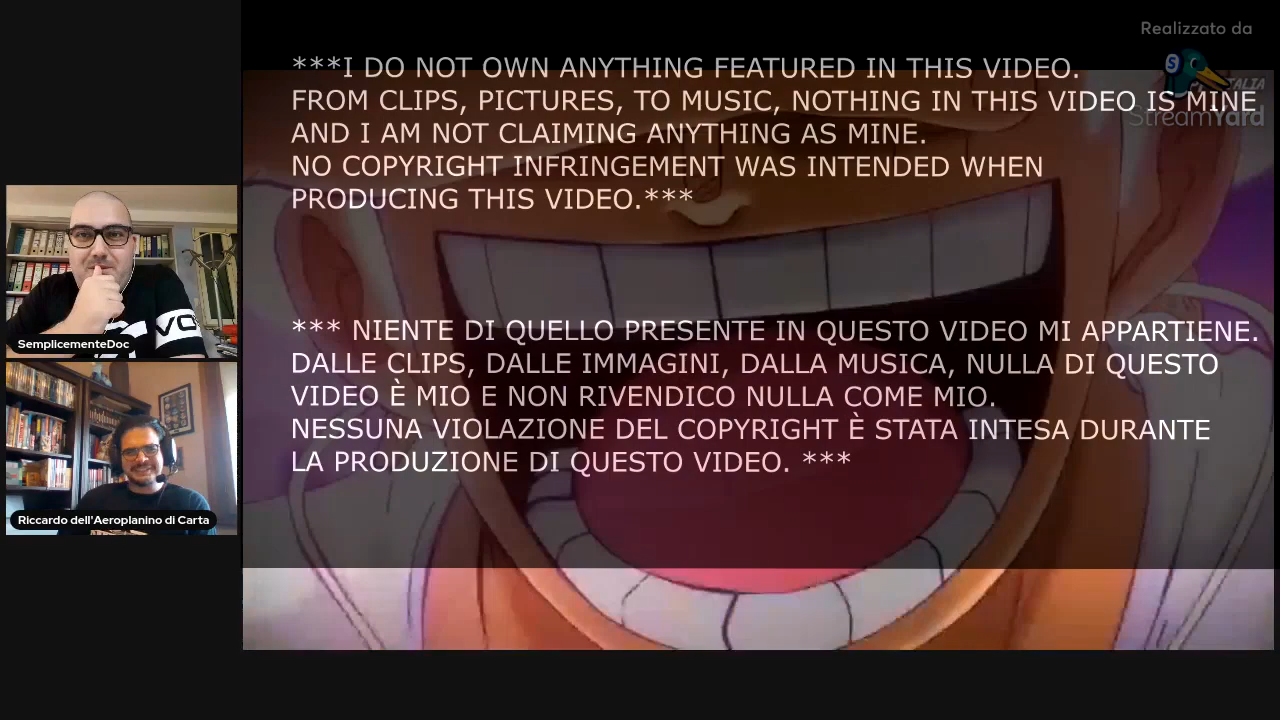 Realizzato da
StreamYard
ALIA
***I DO NOT OWN ANYTHING FEATURED IN THIS VIDEO.
FROM CLIPS, PICTURES, TO MUSIC, NOTHING IN THIS VIDEO IS MINE
AND I AM NOT CLAIMING ANYTHING AS MINE.
NO COPYRIGHT INFRINGEMENT WAS INTENDED WHEN
PRODUCING THIS VIDEO.***
*** NIENTE DI QUELLO PRESENTE IN QUESTO VIDEO MI APPARTIENE.
DALLE CLIPS, DALLE IMMAGINI, DALLA MUSICA, NULLA DI QUESTO
VIDEO È MIO E NON RIVENDICO NULLA COME MIO.
NESSUNA VIOLAZIONE DEL COPYRIGHT È STATA INTESA DURANTE
LA PRODUZIONE DI QUESTO VIDEO. ***
SemplicementeDoc
Riccardo dell'Aeroplanino di Carta